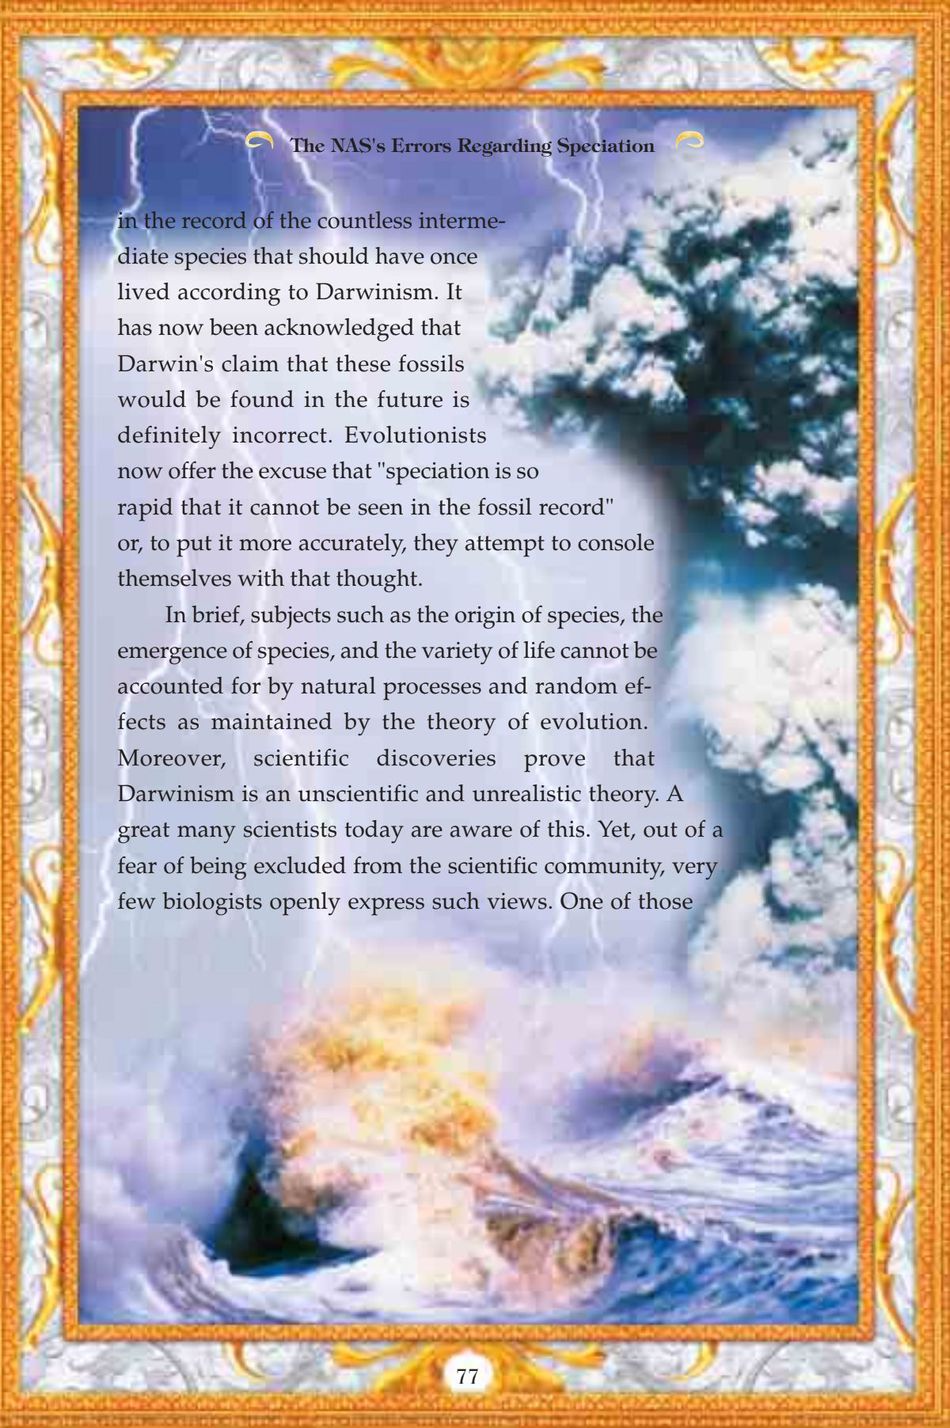 The NAS's Errors Regarding Speciation
in the record of the countless interme-
diate species that should have once
lived according to Darwinism. It
has now been acknowledged that
Darwin's claim that these fossils
would be found in the future is
definitely incorrect. Evolutionists
now offer the excuse that "speciation is so
rapid that it cannot be seen in the fossil record"
or, to put it more accurately, they attempt to console
themselves with that thought.
In brief, subjects such as the origin of species, the
emergence of species, and the variety of life cannot be
accounted for by natural processes and random ef-
fects as maintained by the theory of evolution.
Moreover, scientific discoveries prove that
Darwinism is an unscientific and unrealistic theory. A
great many scientists today are aware of this. Yet, out of a
fear of being excluded from the scientific community, very
few biologists openly express such views. One of those
77